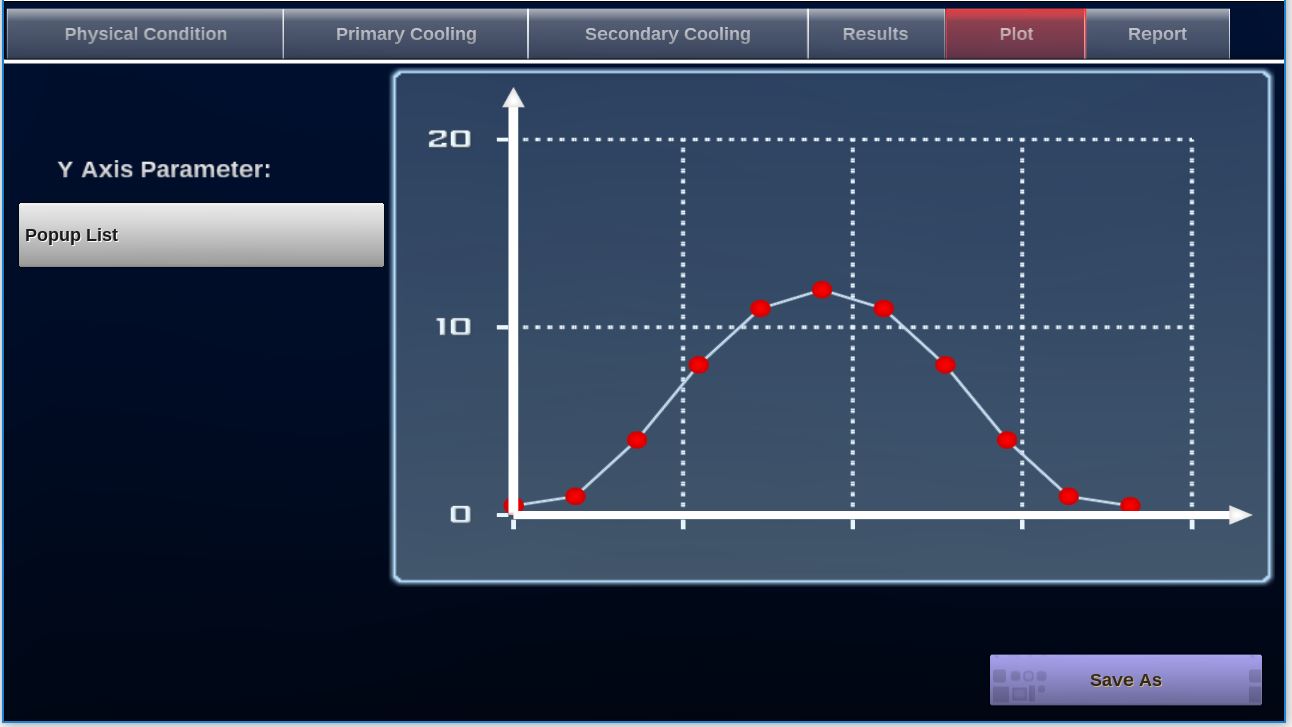 Physical Condition
Primary Cooling
Secondary Cooling
Results
Plot
Report
Y Axis Parameter:
Popup List
20
10
0
Save As